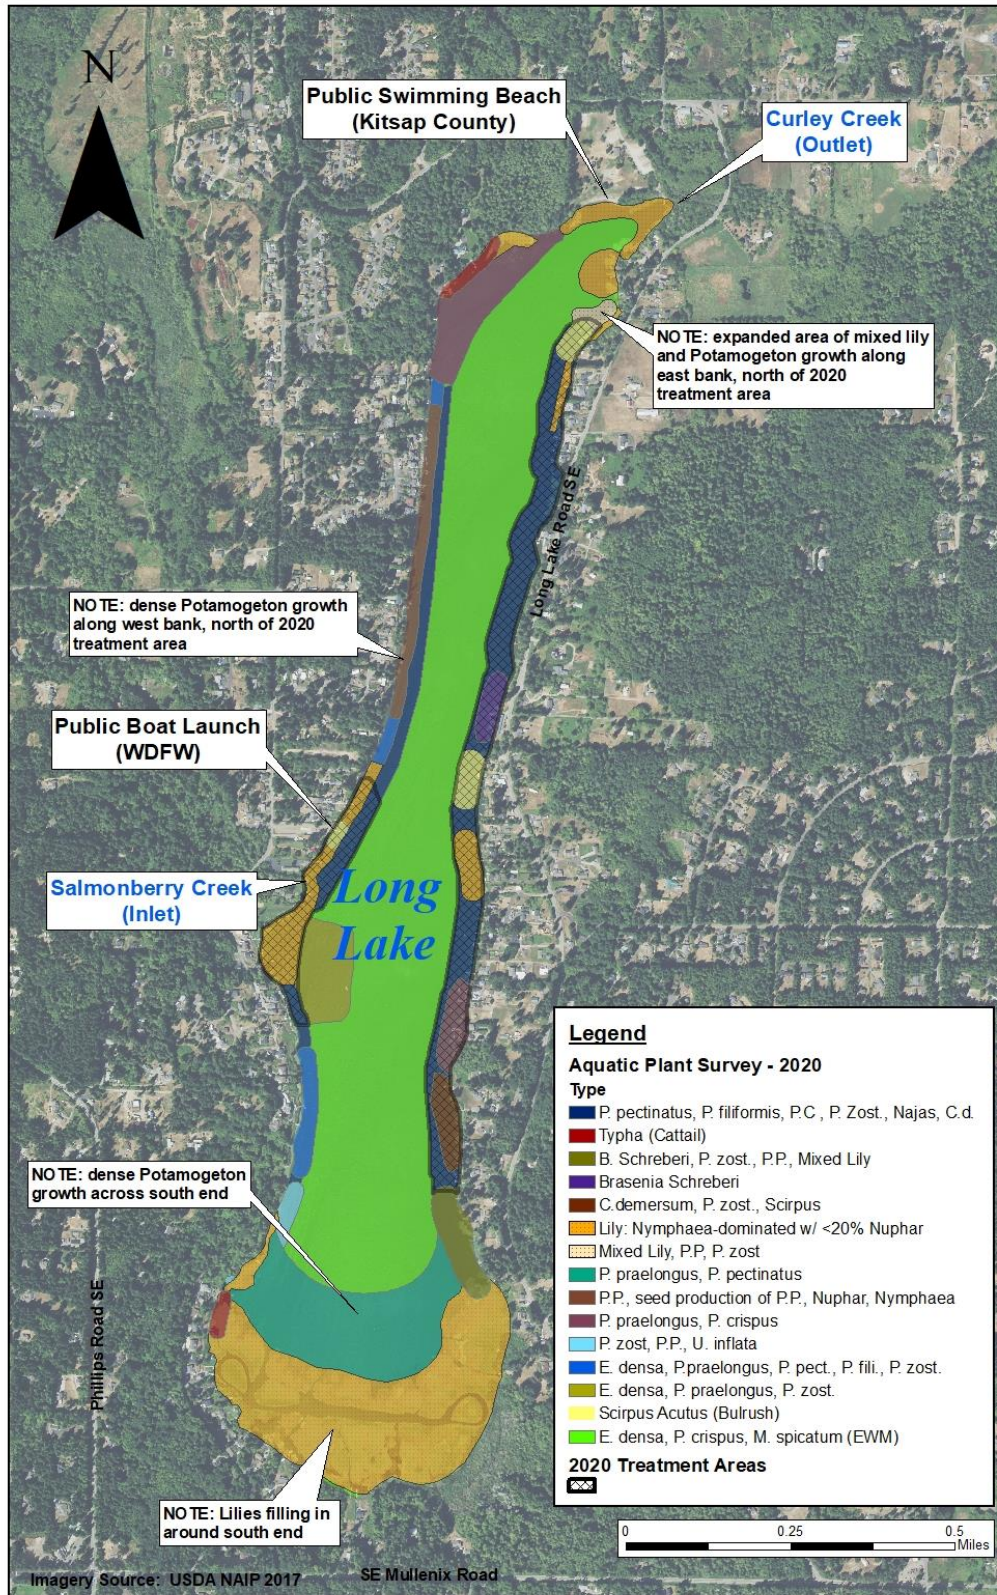 N
Public Swimming Beach
(Kitsap County)
Curley Creek
(Outlet)
NOTE: expanded area of mixed lily
and Potamogeton growth along
east bank, north of 2020
treatment area
Long Lake Road SE
NOTE: dense Potamogeton growth
along west bank, north of 2020
treatment area
Public Boat Launch
(WDFW)
Salmonberry Creek
(Inlet)
Long
Lake
NOTE: dense Potamogeton
growth across south end
Phillips Road SE
NOTE: Lilies filling in
around south end
Legend
Aquatic Plant Survey - 2020
Type
P. pectinatus, P. filiformis, P.C , P. Zost., Najas, C.d.
Typha (Cattail)
B. Schreberi, P. zost., P.P., Mixed Lily
Brasenia Schreberi
C.demersum, P. zost., Scirpus
Lily: Nymphaea-dominated w/ <20% Nuphar
Mixed Lily, P.P, P. zost
P. praelongus, P. pectinatus
P.P., seed production of P.P., Nuphar, Nymphaea
P. praelongus, P. crispus
P. zost, P.P., U. inflata
E. densa, P.praelongus, P. pect., P. fili., P. zost.
E. densa, P. praelongus, P. zost.
Scirpus Acutus (Bulrush)
E. densa, P. crispus, M. spicatum (EWM)
2020 Treatment Areas
0 0.25 0.5
Miles
Imagery Source: USDA NAIP 2017
SE Mullenix Road